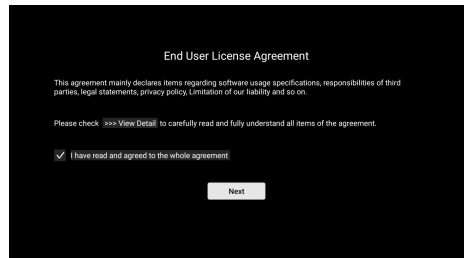 End User License Agreement
This agreement mainly declares items regarding software usage specifications, responsibilities of third
parties, legal statements, privacy policy, Limitation of our liability and so on.
Please check >>> View Detail to carefully read and fully understand all items of the agreement.
I have read and agreed to the whole agreement
Next